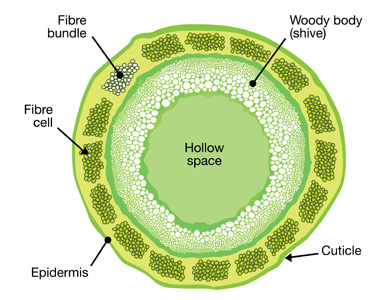 Fibre
bundle
Woody body
(shive)
Fibre
cell
Hollow
space
Epidermis
Cuticle